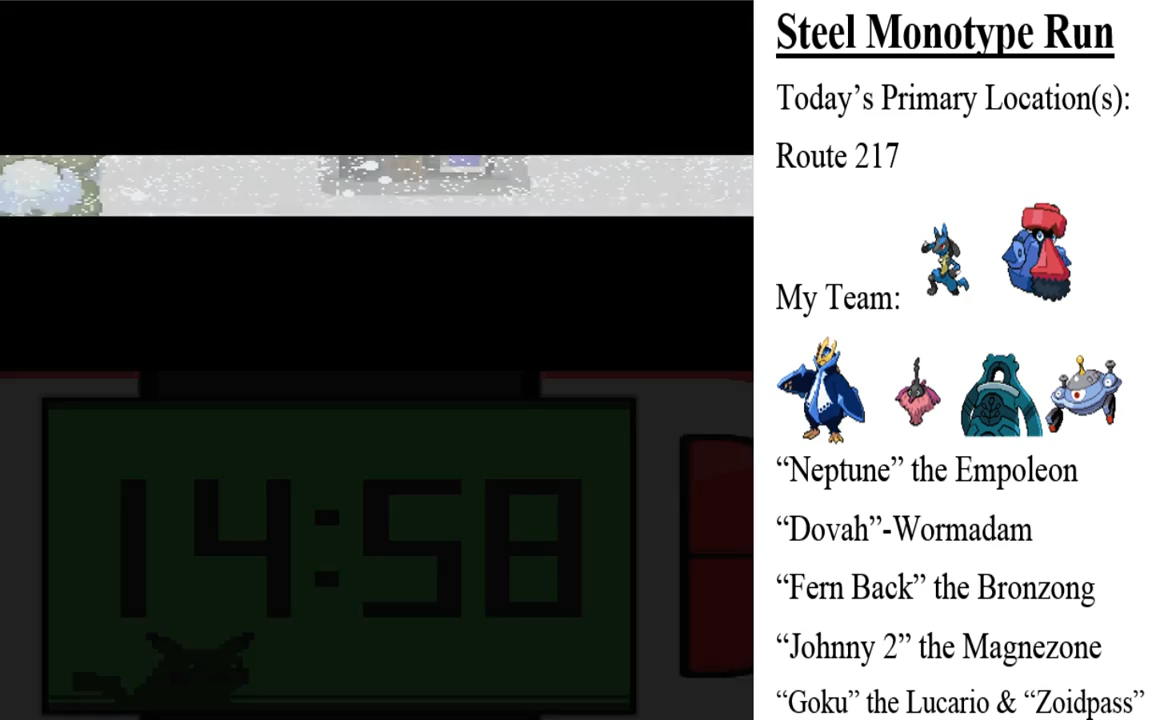 Steel Monotype Run
Today’s Primary Location(s):
Route 217
My Team:
“Neptune” the Empoleon
“Dovah”-Wormadam
“Fern Back” the Bronzong
“Johnny 2” the Magnezone
“Goku” the Lucario & “Zoidpass”
14:58